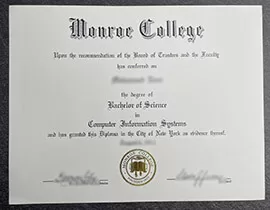 Monroe College
Upon the recommendation of the Board of Trustees and the Faculty
has conferred on
the degree of
Bachelor of Science
in
Computer Information Systems
and has granted this Diploma in the City of New York as evidence thereof.
MONROE COLLEGE